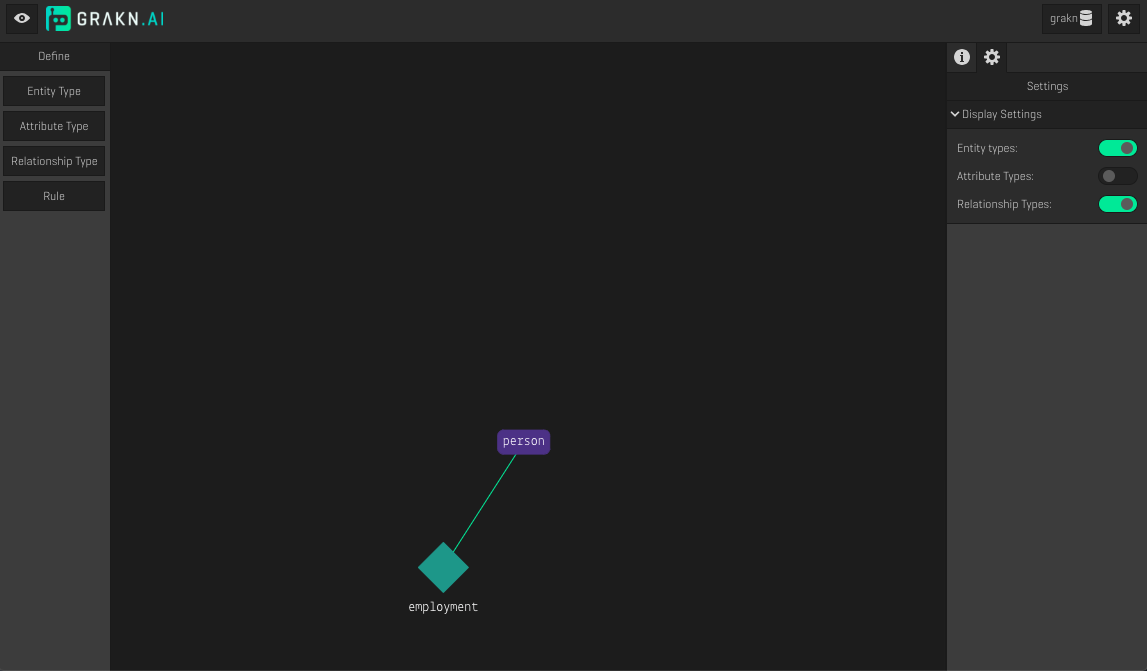 GRAKN.AI
grakn
Define
Entity Type
Attribute Type
Relationship Type
Rule
Settings
Display Settings
Entity types:
Attribute Types:
Relationship Types:
person
employment